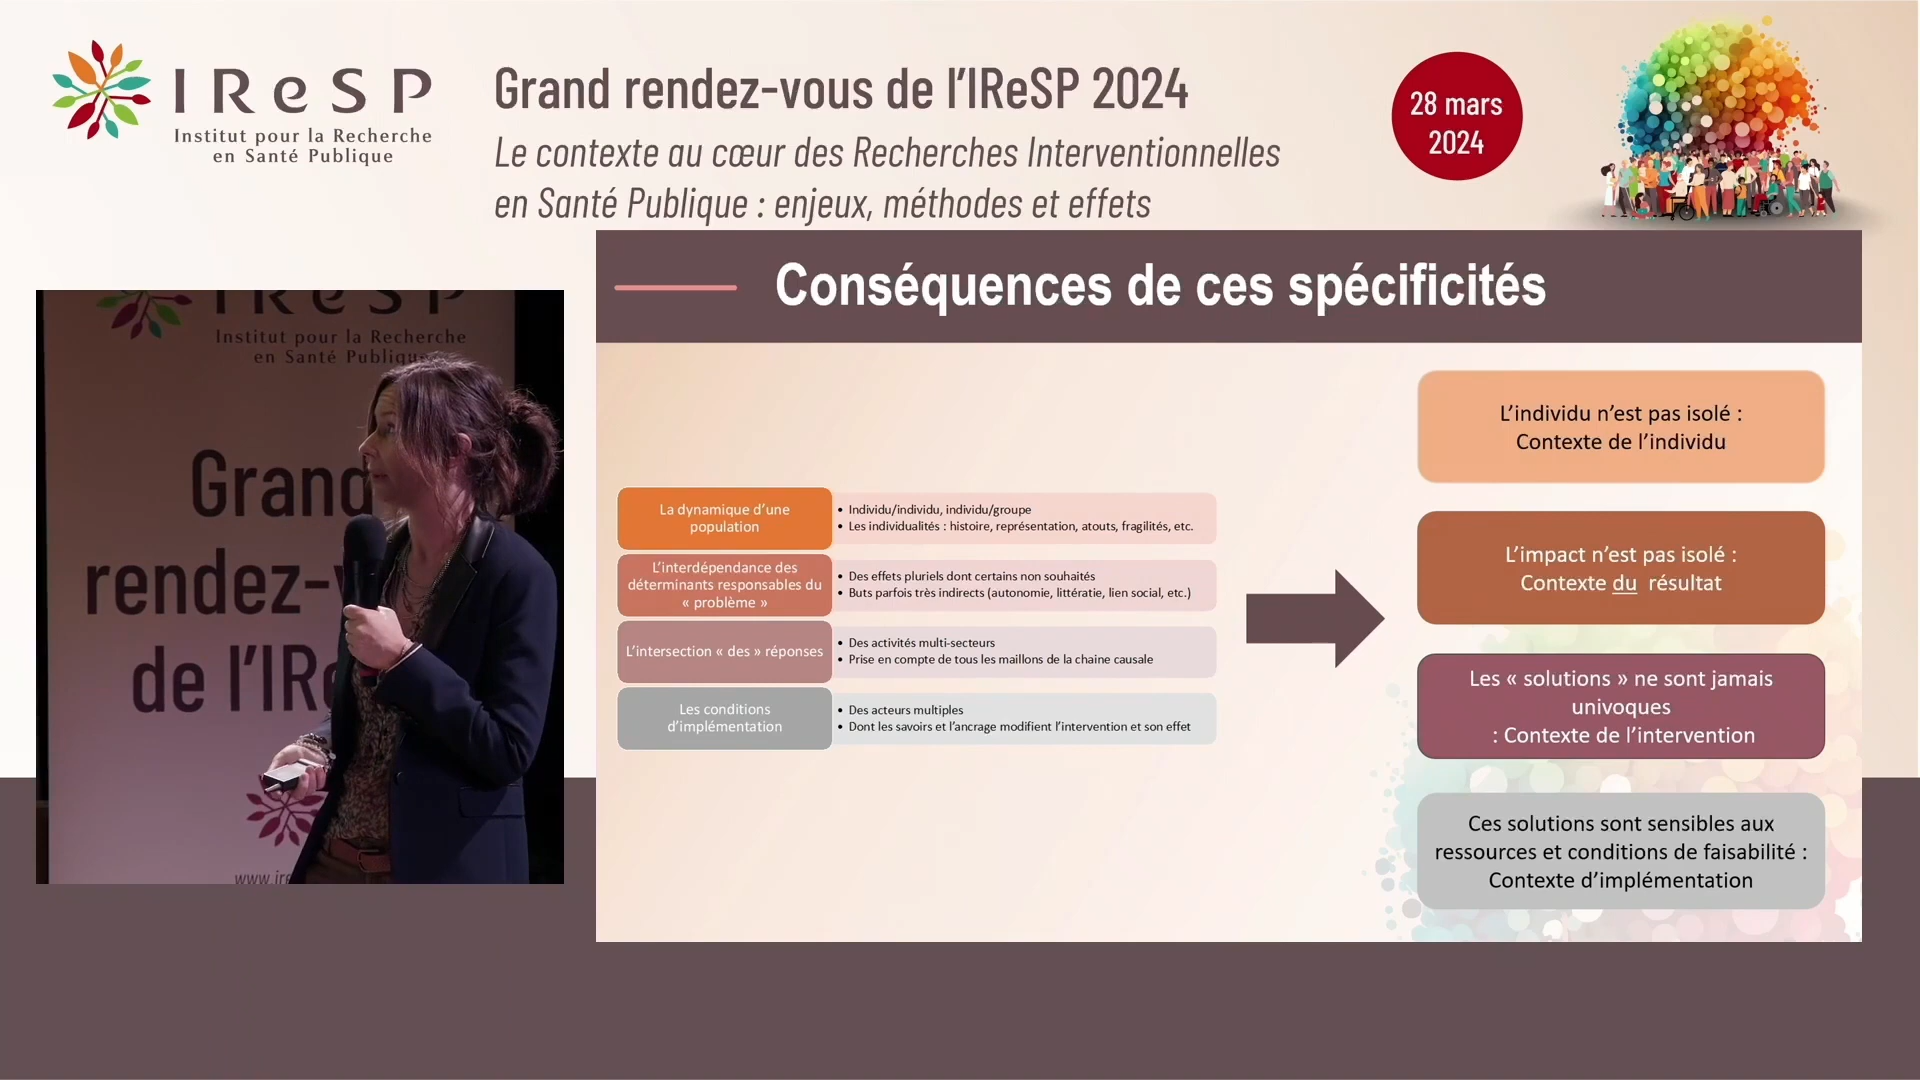 IReSP
Institut pour la Recherche
en Santé Publique
Grand rendez-vous de l'IReSP 2024
Le contexte au cœur des Recherches Interventionnelles
en Santé Publique : enjeux, méthodes et effets
28 mars
2024
IReSP
Institut pour la Recherche
en Santé Publique
Grand
rendez-v
de l'IRe
www.ire
Conséquences de ces spécificités
La dynamique d'une
population
• Individu/individu, individu/groupe
• Les individualités : histoire, représentation, atouts, fragilités, etc.
L'interdépendance des
déterminants responsables du
« problème »
• Des effets pluriels dont certains non souhaités
• Buts parfois très indirects (autonomie, littératie, lien social, etc.)
L'intersection « des » réponses
• Des activités multi-secteurs
• Prise en compte de tous les maillons de la chaine causale
Les conditions
d'implémentation
• Des acteurs multiples
• Dont les savoirs et l'ancrage modifient l'intervention et son effet
L'individu n'est pas isolé :
Contexte de l'individu
L'impact n'est pas isolé :
Contexte du résultat
Les « solutions » ne sont jamais
univoques
: Contexte de l'intervention
Ces solutions sont sensibles aux
ressources et conditions de faisabilité :
Contexte d'implémentation